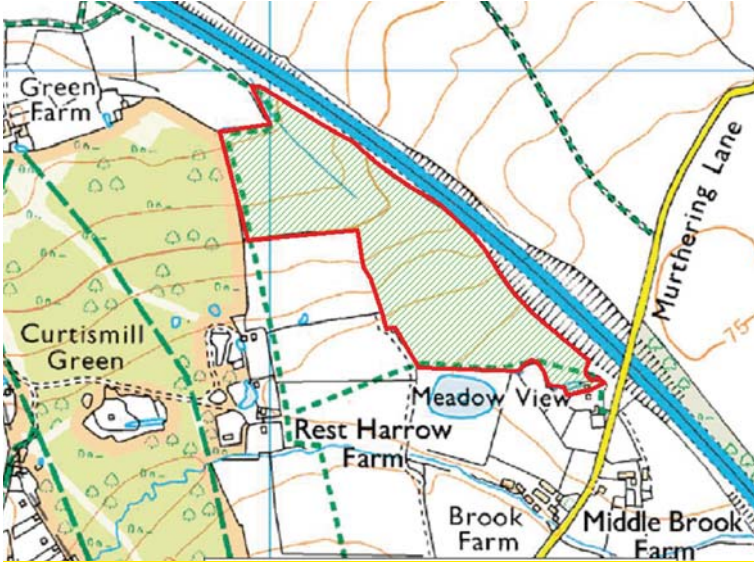 Green
Farm
Murthering Lane
75
Curtismill
Green
Meadow View
Rest Harrow
Farm
Brook
Farm
Middle Brook
Farm